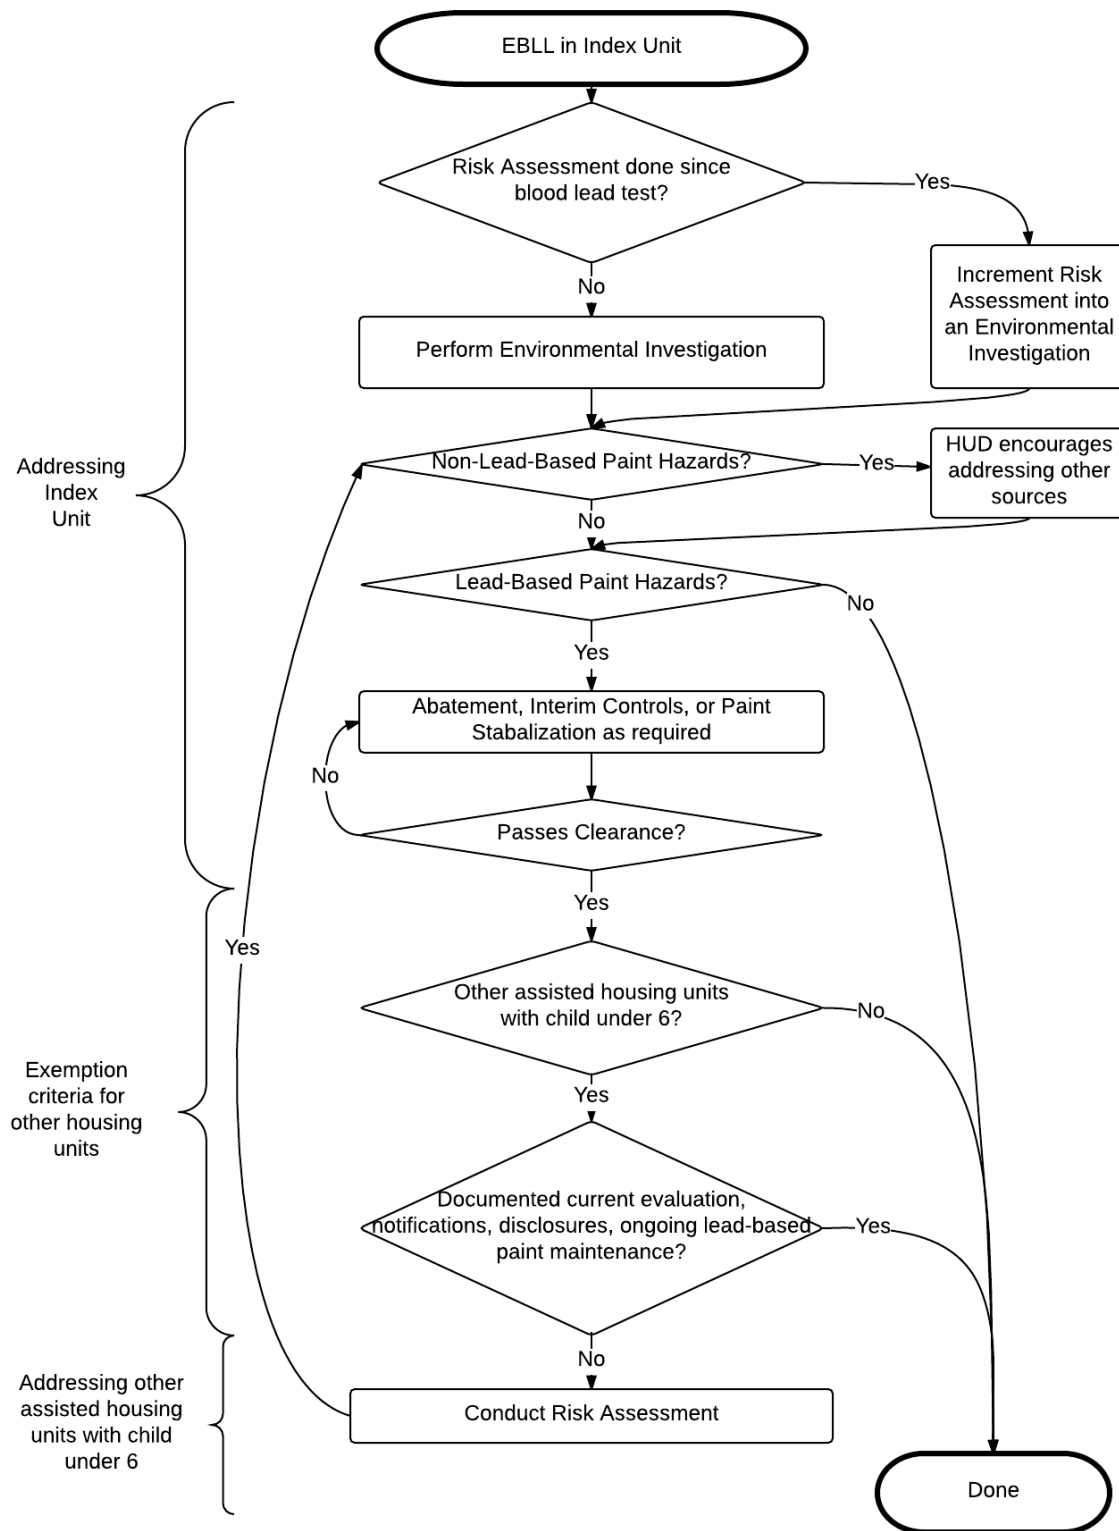 EBLL in Index Unit
Risk Assessment done since
blood lead test?
Yes
No
Increment Risk
Assessment into
an Environmental
Investigation
Perform Environmental Investigation
Addressing
Index
Unit
Non-Lead-Based Paint Hazards?
Yes
HUD encourages
addressing other
sources
No
Lead-Based Paint Hazards?
No
Yes
Abatement, Interim Controls, or Paint
Stabalization as required
No
Passes Clearance?
Yes
Yes
Other assisted housing units
with child under 6?
No
Exemption
criteria for
other housing
units
Yes
Documented current evaluation,
notifications, disclosures, ongoing lead-based
paint maintenance?
Yes
No
Addressing other
assisted housing
units with child
under 6
Conduct Risk Assessment
Done